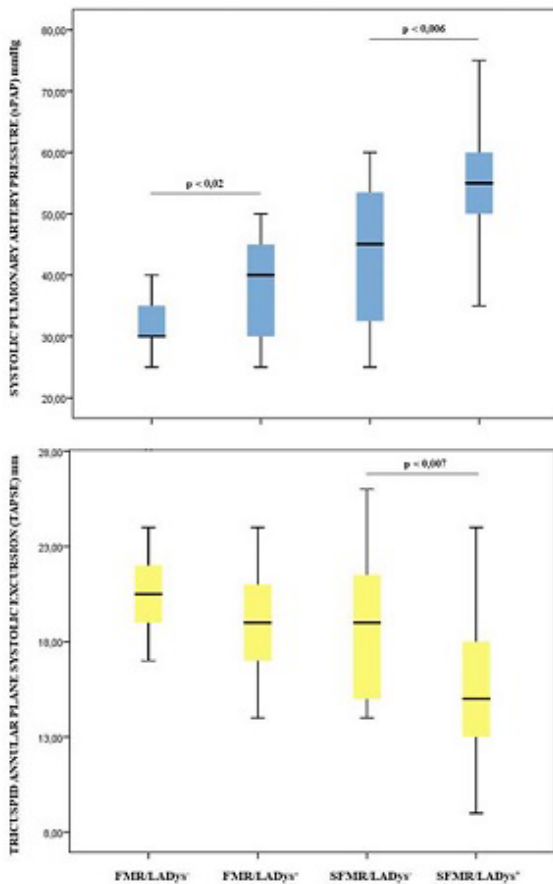 SYSTOLIC PULMONARY ARTERY PRESSURE (sPAP) mmHg
80,00
70,00
60,00
50,00
40,00
30,00
20,00
p < 0,02
p < 0,006
TRICUSPID ANNULAR PLANE SYSTOLIC EXCURSION (TAPSE) mm
28,00
23,00
18,00
13,00
8,00
p < 0,007
FMR/LADys-
FMR/LADys+
SFMR/LADys-
SFMR/LADys+